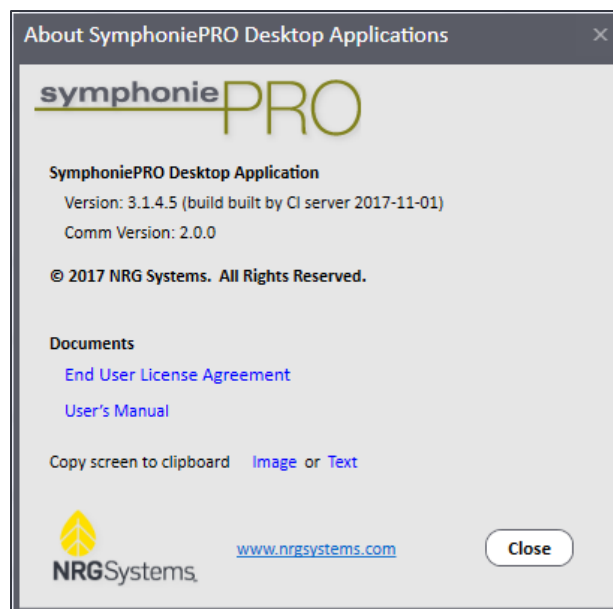 About SymphoniePRO Desktop Applications
symphoniePRO
SymphoniePRO Desktop Application
Version: 3.1.4.5 (build built by CI server 2017-11-01)
Comm Version: 2.0.0
© 2017 NRG Systems. All Rights Reserved.
Documents
End User License Agreement
User's Manual
Copy screen to clipboard Image or Text
NRGSystems
www.nrgsystems.com
Close